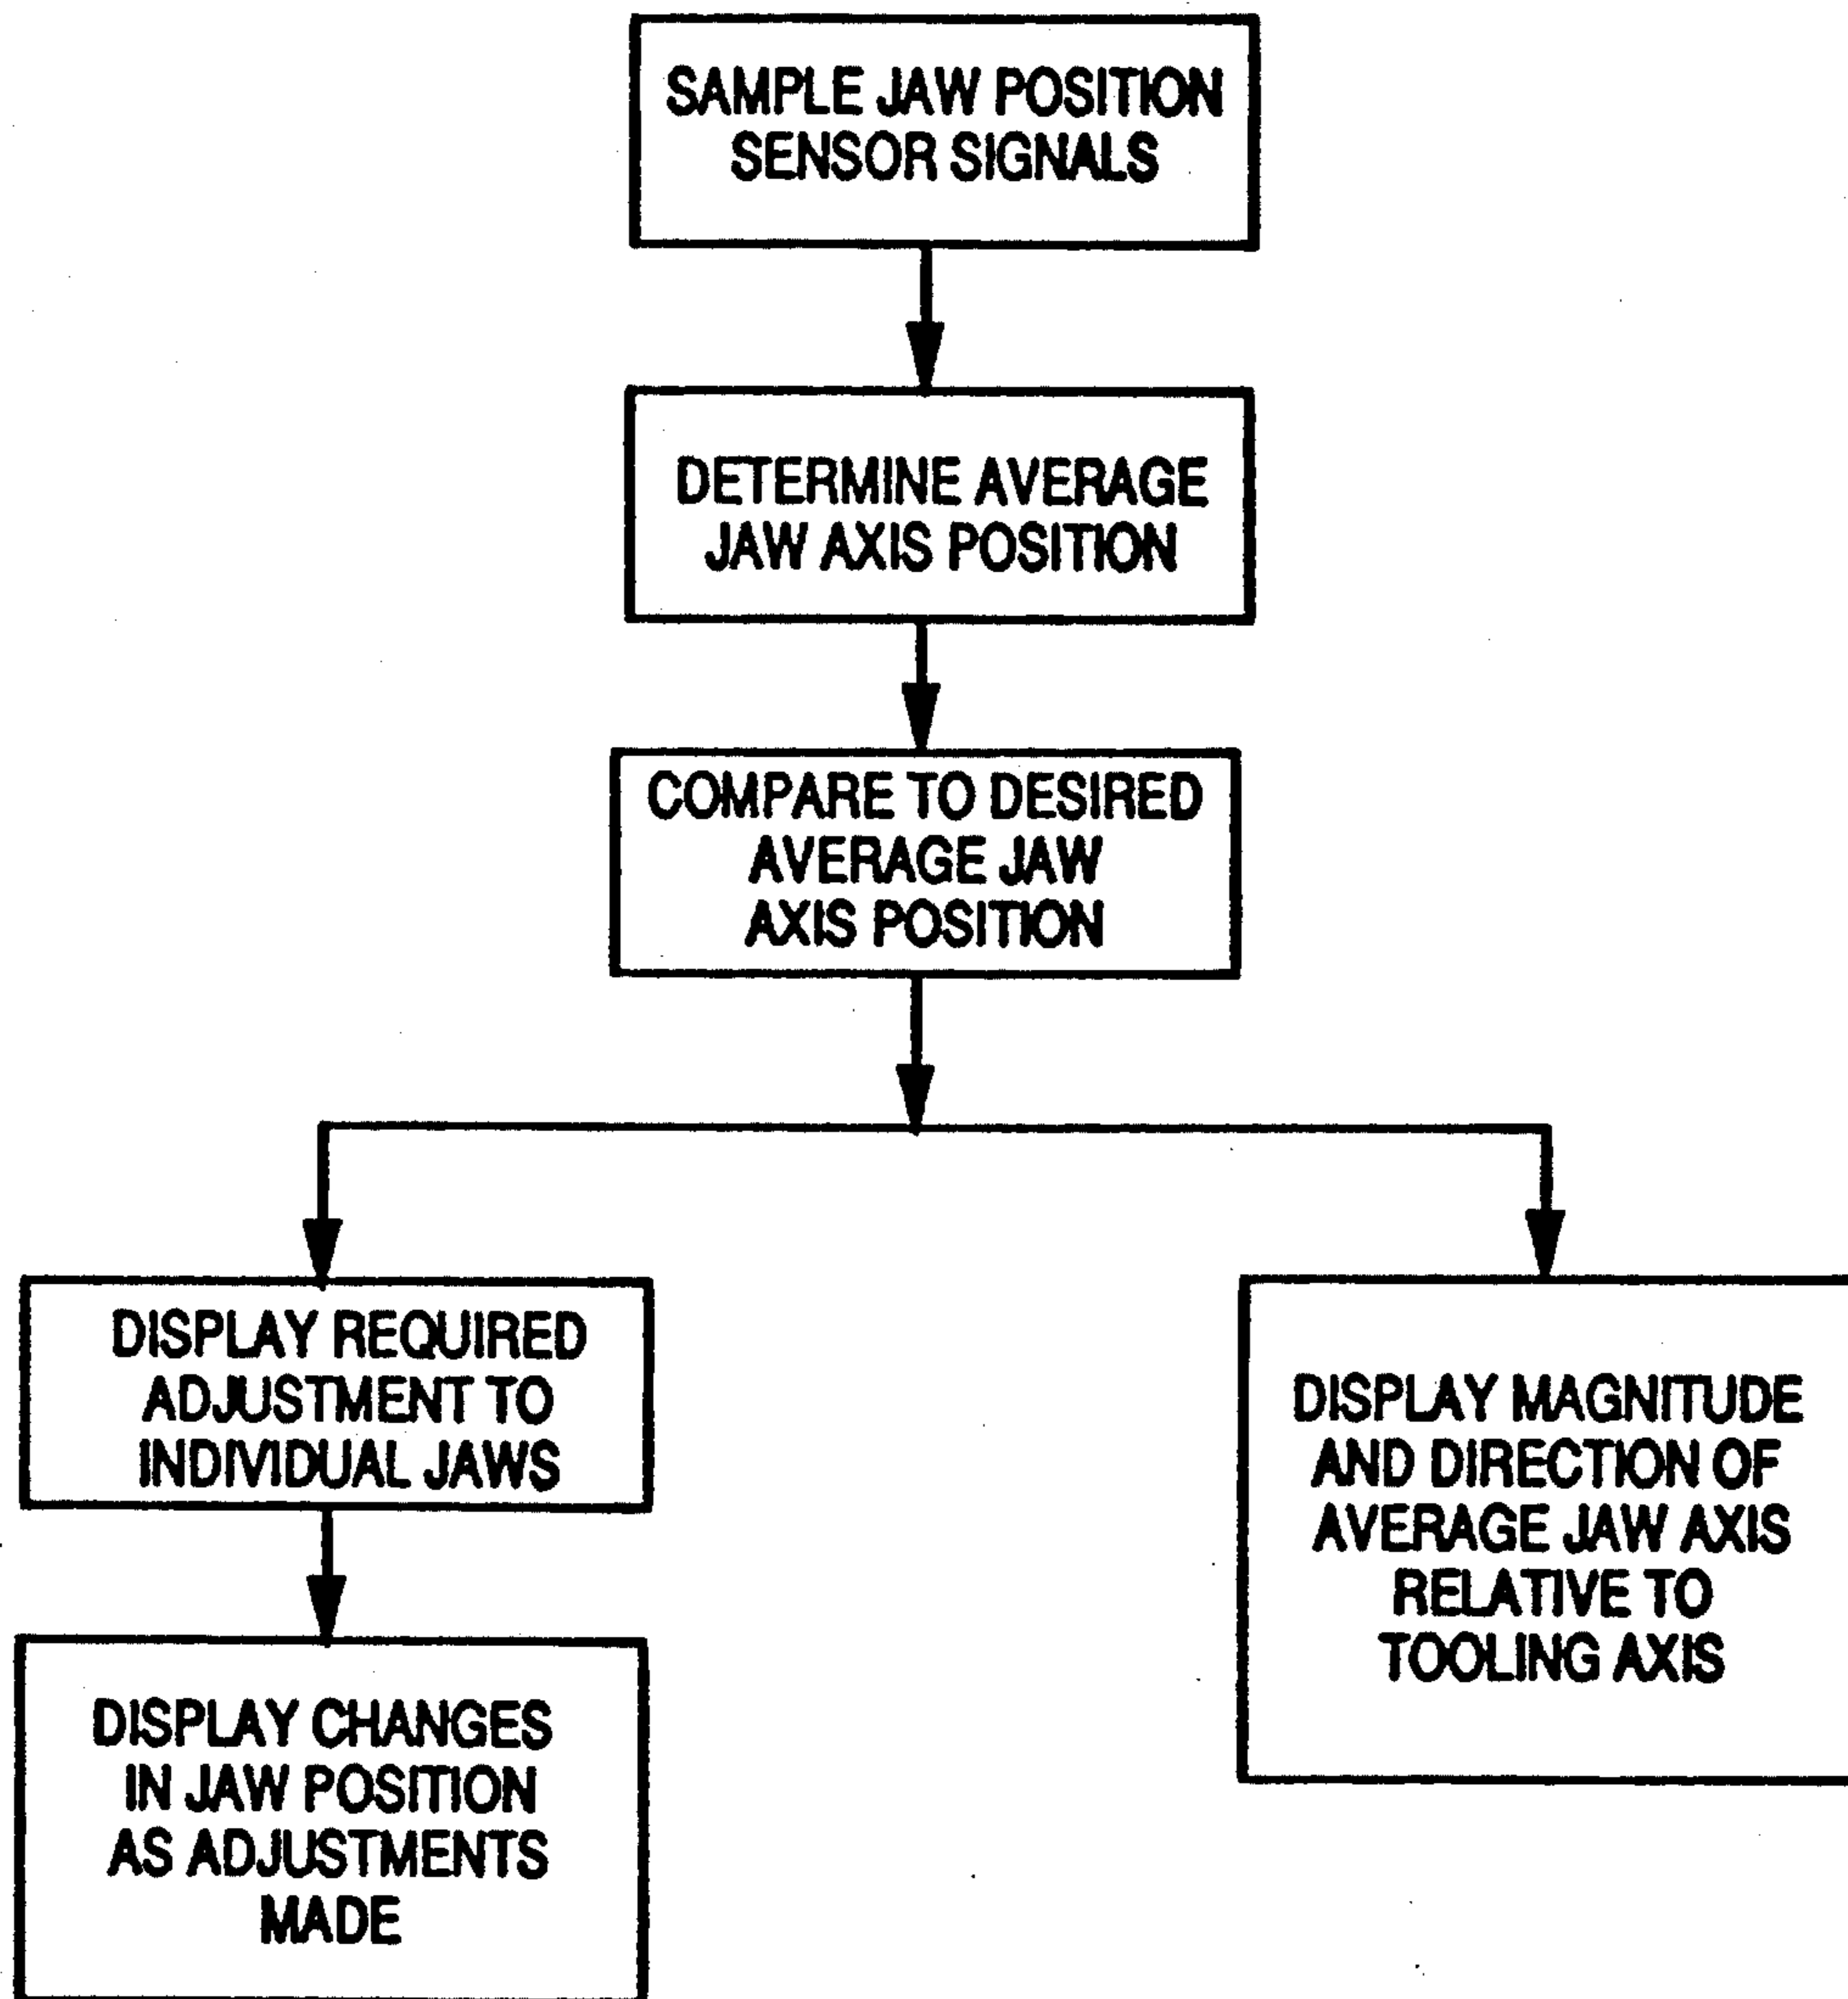 SAMPLE JAW POSITION
SENSOR SIGNALS
DETERMINE AVERAGE
JAW AXIS POSITION
COMPARE TO DESIRED
AVERAGE JAW
AXIS POSITION
DISPLAY REQUIRED
ADJUSTMENT TO
INDIVIDUAL JAWS
DISPLAY CHANGES
IN JAW POSITION
AS ADJUSTMENTS
MADE
DISPLAY MAGNITUDE
AND DIRECTION OF
AVERAGE JAW AXIS
RELATIVE TO
TOOLING AXIS